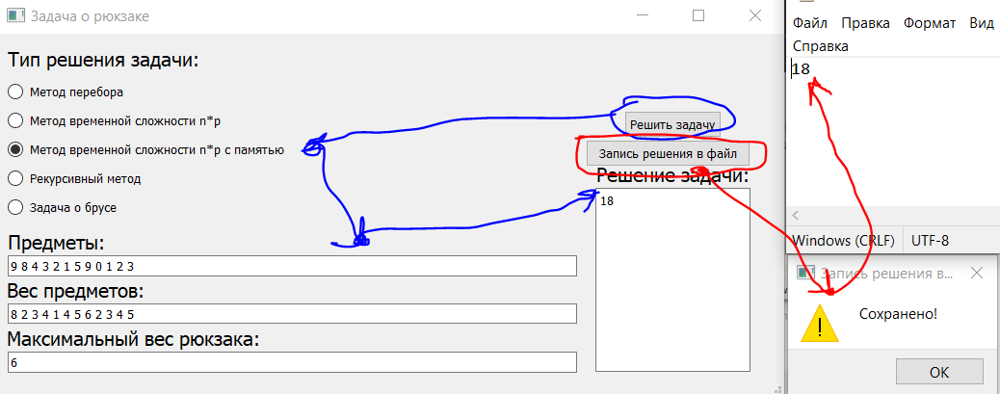 Задача о рюкзаке
Тип решения задачи:
Метод перебора
Метод временной сложности n*p
Метод временной сложности n*p с памятью
Рекурсивный метод
Задача о брусе
Предметы:
9 8 4 3 2 1 5 9 0 1 2 3
Вес предметов:
8 2 3 4 1 4 5 6 2 3 4 5
Максимальный вес рюкзака:
6
Решить задачу
Запись решения в файл
Решение задачи:
18
Файл Правка Формат Вид
Справка
18
Windows (CRLF) UTF-8
Запись решения в...
Сохранено!
OK